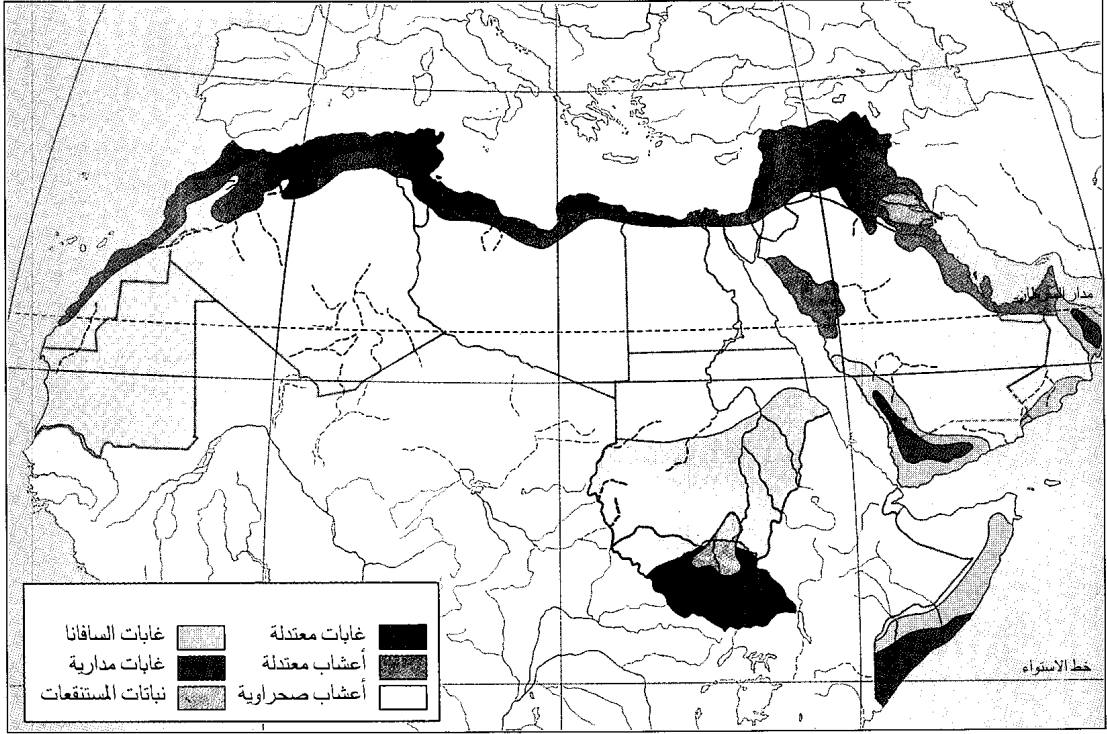 مدار السرطان
خط الاستواء
غابات معتدلة
غابات السافانا
أعشاب معتدلة
غابات مدارية
أعشاب صحراوية
نباتات المستنقعات